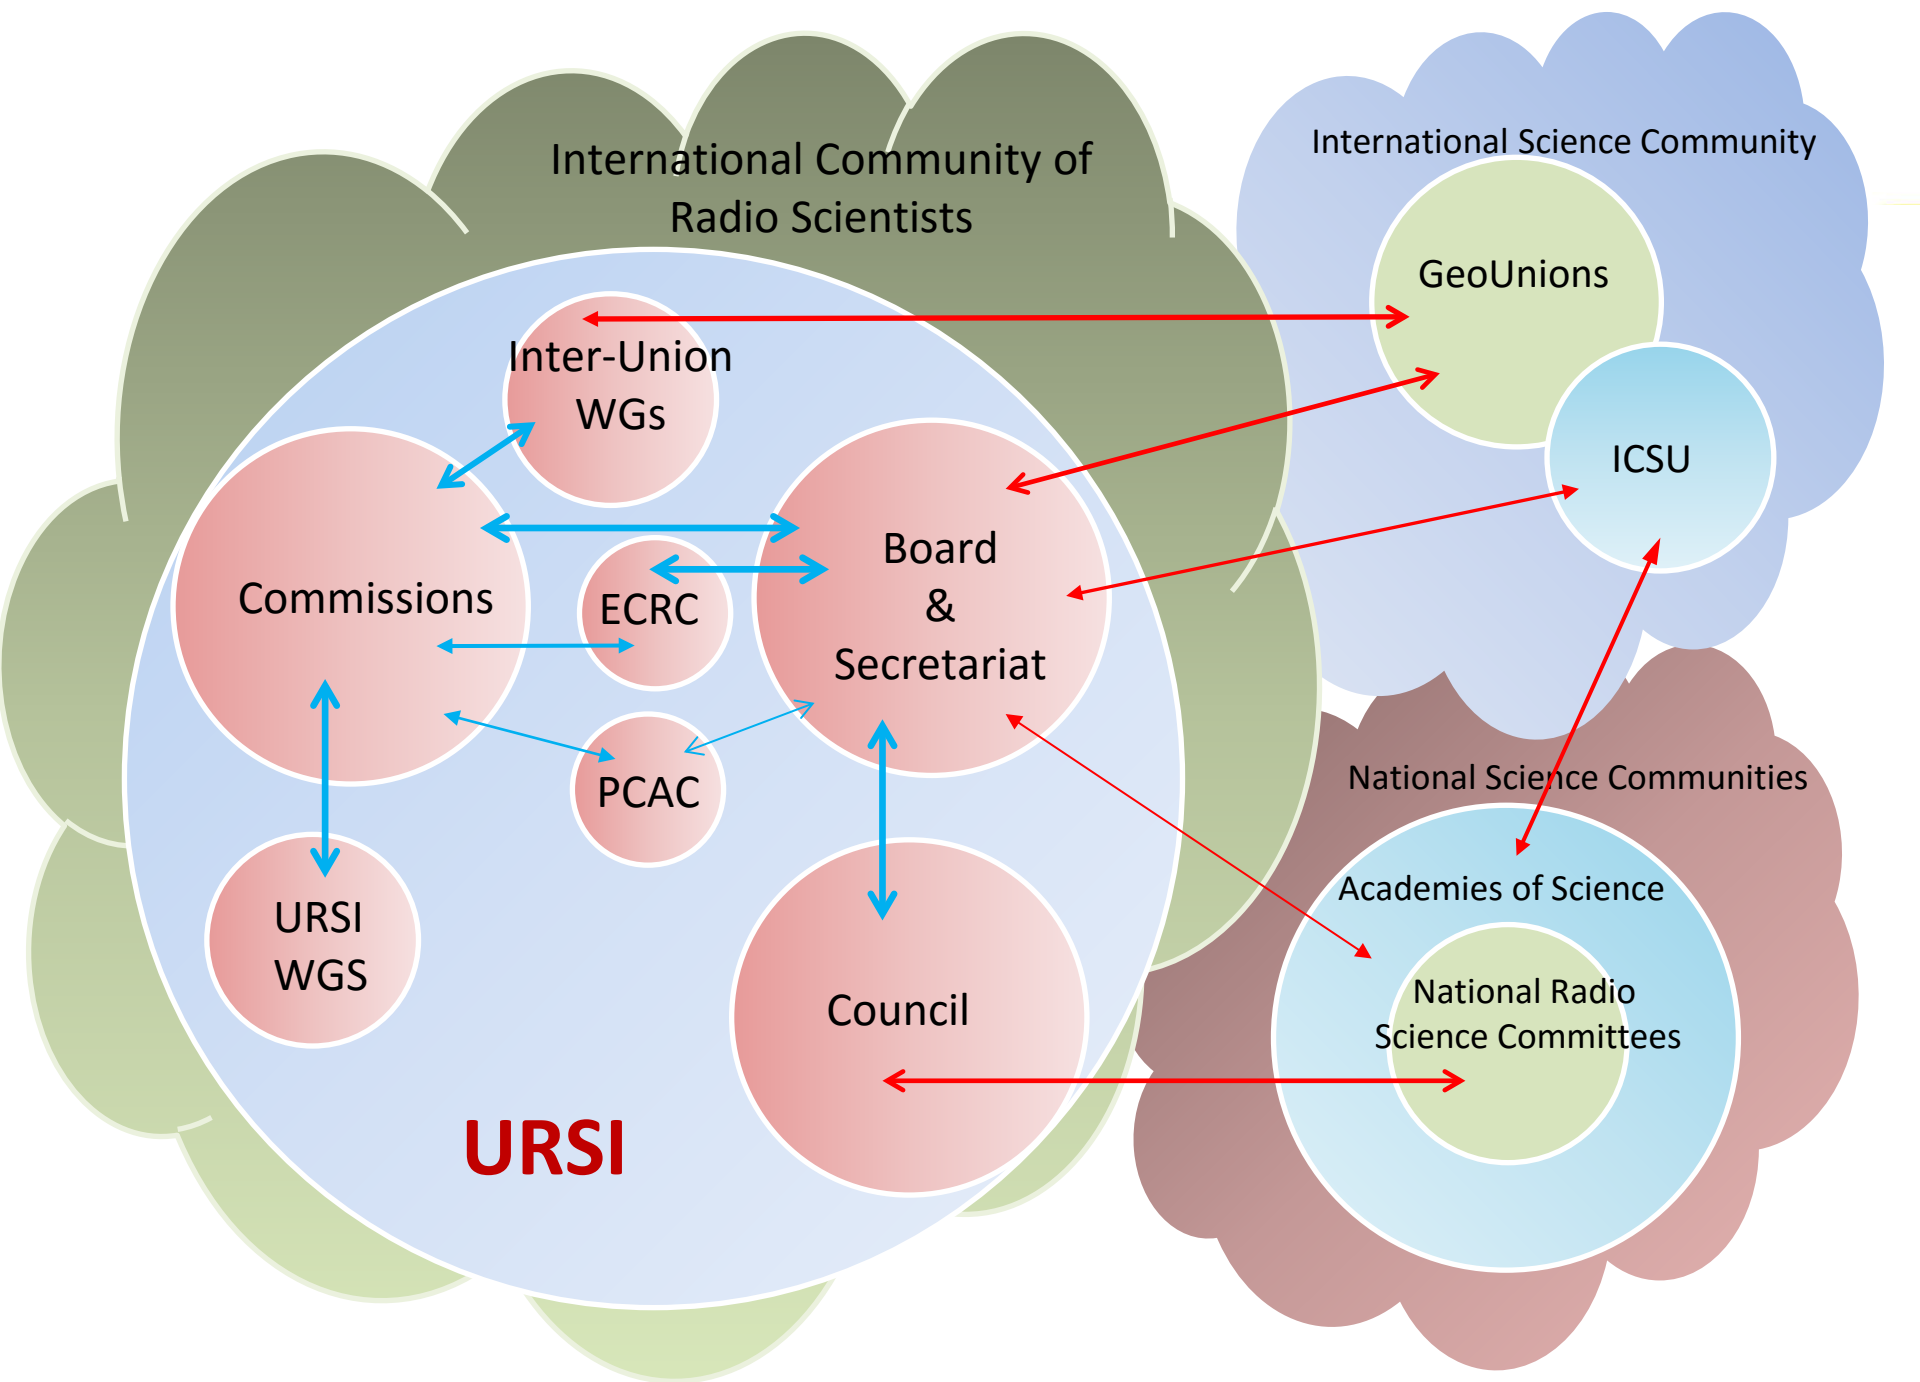 International Community of
Radio Scientists
International Science Community
GeoUnions
Inter-Union
WGs
ICSU
Board
&
Secretariat
Commissions
ECRC
PCAC
National Science Communities
Academies of Science
URSI
WGS
National Radio
Science Committees
Council
URSI